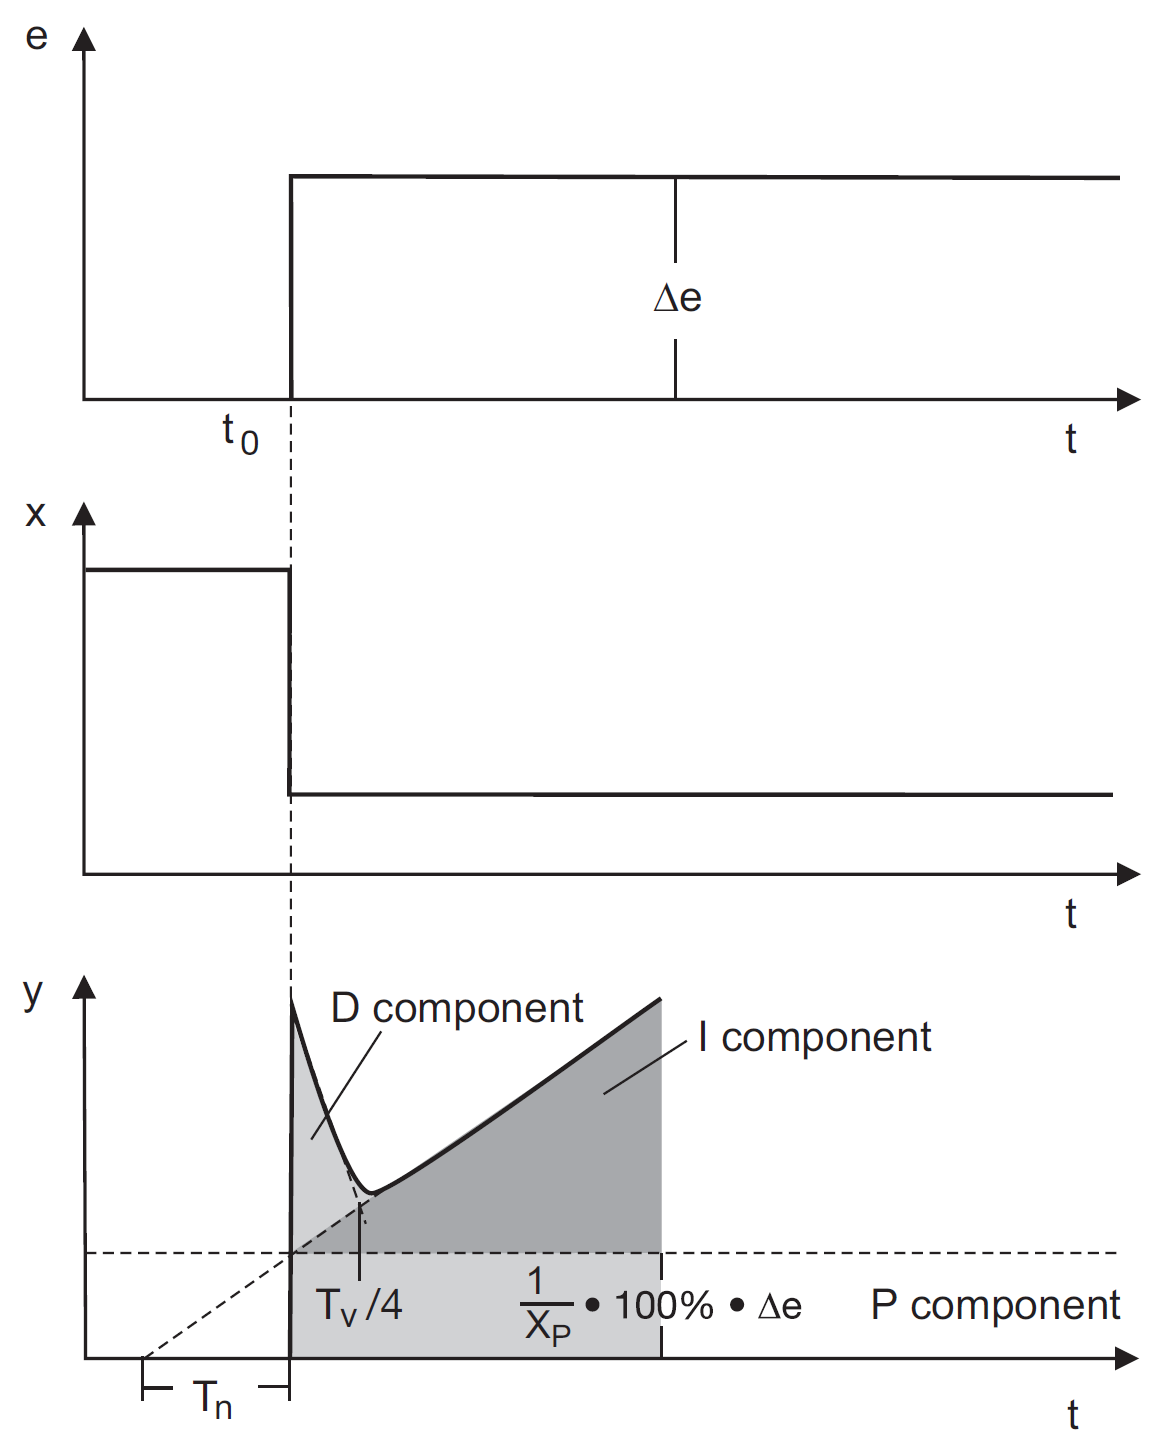 e
Δe
t0
t
x
t
y
D component
I component
Tv/4
1/XP • 100% • Δe
P component
Tn
t